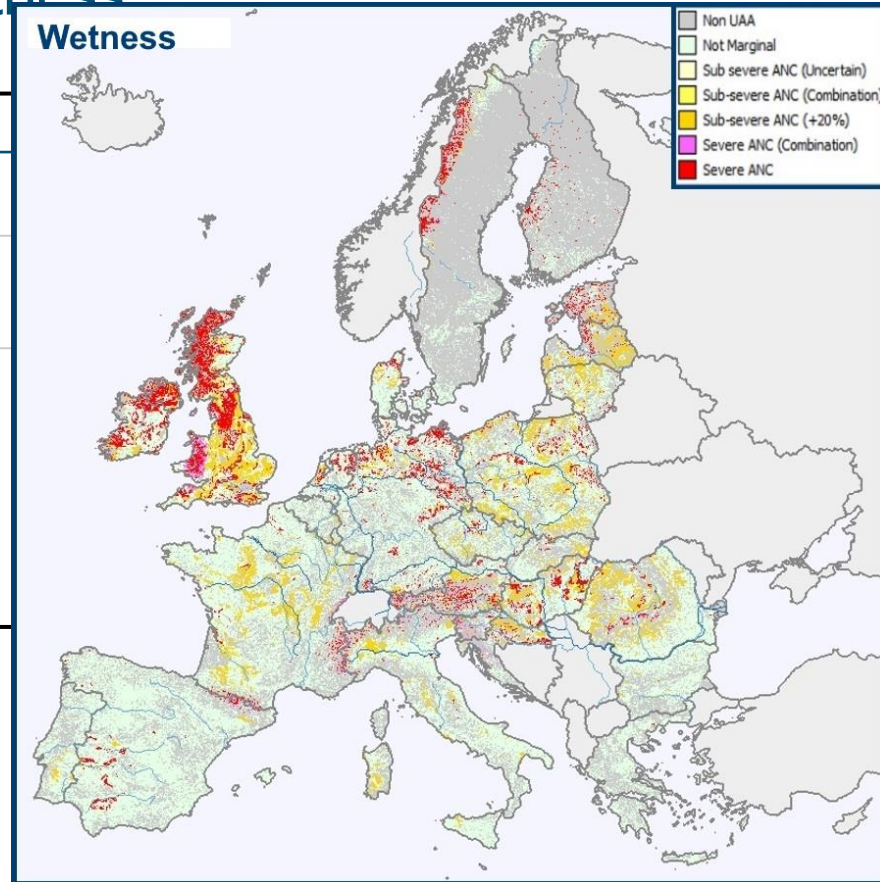 Wetness
Non UAA
Not Marginal
Sub severe ANC (Uncertain)
Sub-severe ANC (Combination)
Sub-severe ANC (+20%)
Severe ANC (Combination)
Severe ANC